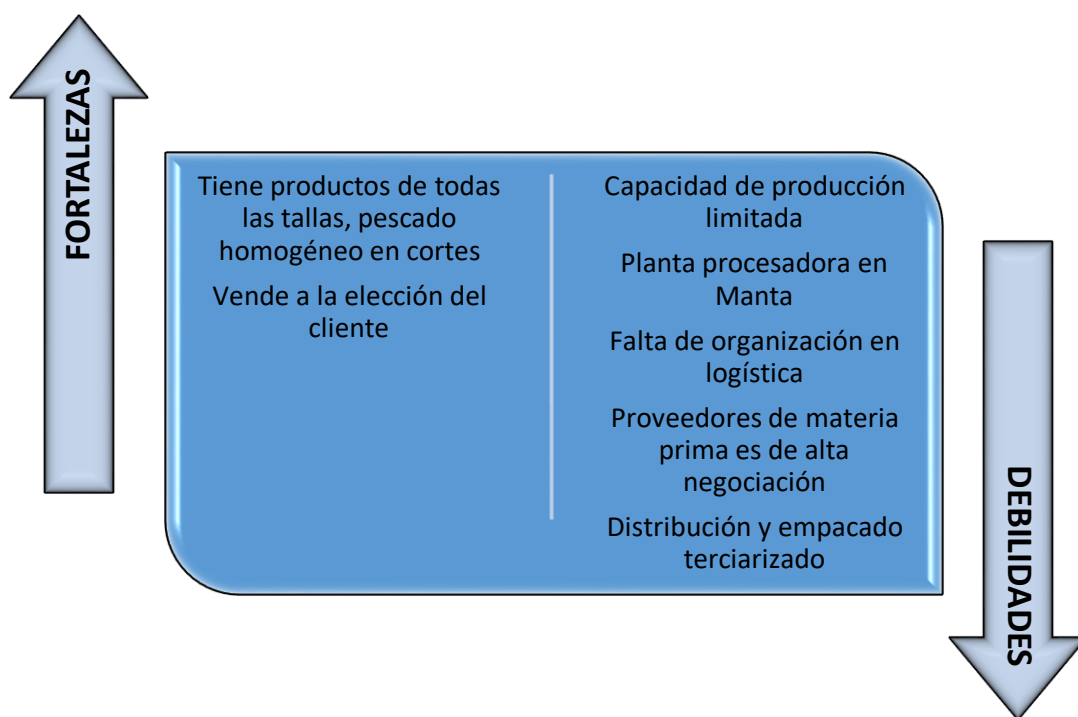 FORTALEZAS
Tiene productos de todas
las tallas, pescado
homogéneo en cortes
Vende a la elección del
cliente
Capacidad de producción
limitada
Planta procesadora en
Manta
Falta de organización en
logística
Proveedores de materia
prima es de alta
negociación
Distribución y empacado
terciarizado
DEBILIDADES